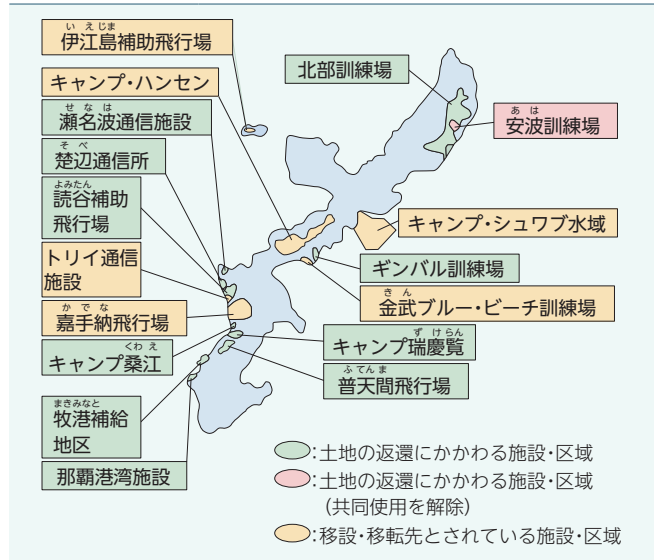 いえじま
伊江島補助飛行場
キャンプ・ハンセン
せなは
瀬名波通信施設
そべ
楚辺通信所
よみたん
読谷補助
飛行場
トリイ通信
施設
かでな
嘉手納飛行場
くわえ
キャンプ桑江
まきみなと
牧港補給
地区
那覇港湾施設
北部訓練場
あは
安波訓練場
キャンプ・シュワブ水域
ギンバル訓練場
きん
金武ブルー・ビーチ訓練場
ずけらん
キャンプ瑞慶覧
ふてんま
普天間飛行場
:土地の返還にかかわる施設・区域
:土地の返還にかかわる施設・区域
(共同使用を解除)
:移設・移転先とされている施設・区域